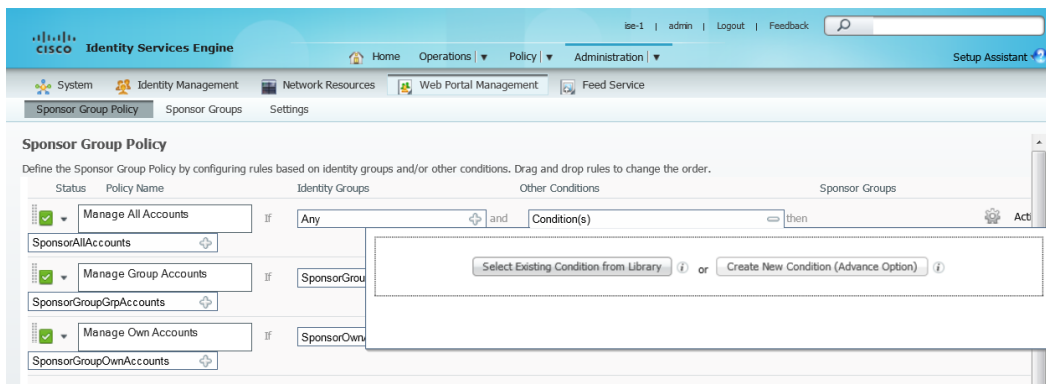 ise-1 | admin | Logout | Feedback
CISCO Identity Services Engine
Home Operations | Policy | Administration |
Setup Assistant
System Identity Management Network Resources Web Portal Management Feed Service
Sponsor Group Policy Sponsor Groups Settings
Sponsor Group Policy
Define the Sponsor Group Policy by configuring rules based on identity groups and/or other conditions. Drag and drop rules to change the order.
Status Policy Name Identity Groups Other Conditions Sponsor Groups
Manage All Accounts If Any and Condition(s) then Acti
SponsorAllAccounts
Select Existing Condition from Library i or Create New Condition (Advance Option) i
Manage Group Accounts If SponsorGrou
SponsorGroupGrpAccounts
Manage Own Accounts If SponsorOwn
SponsorGroupOwnAccounts